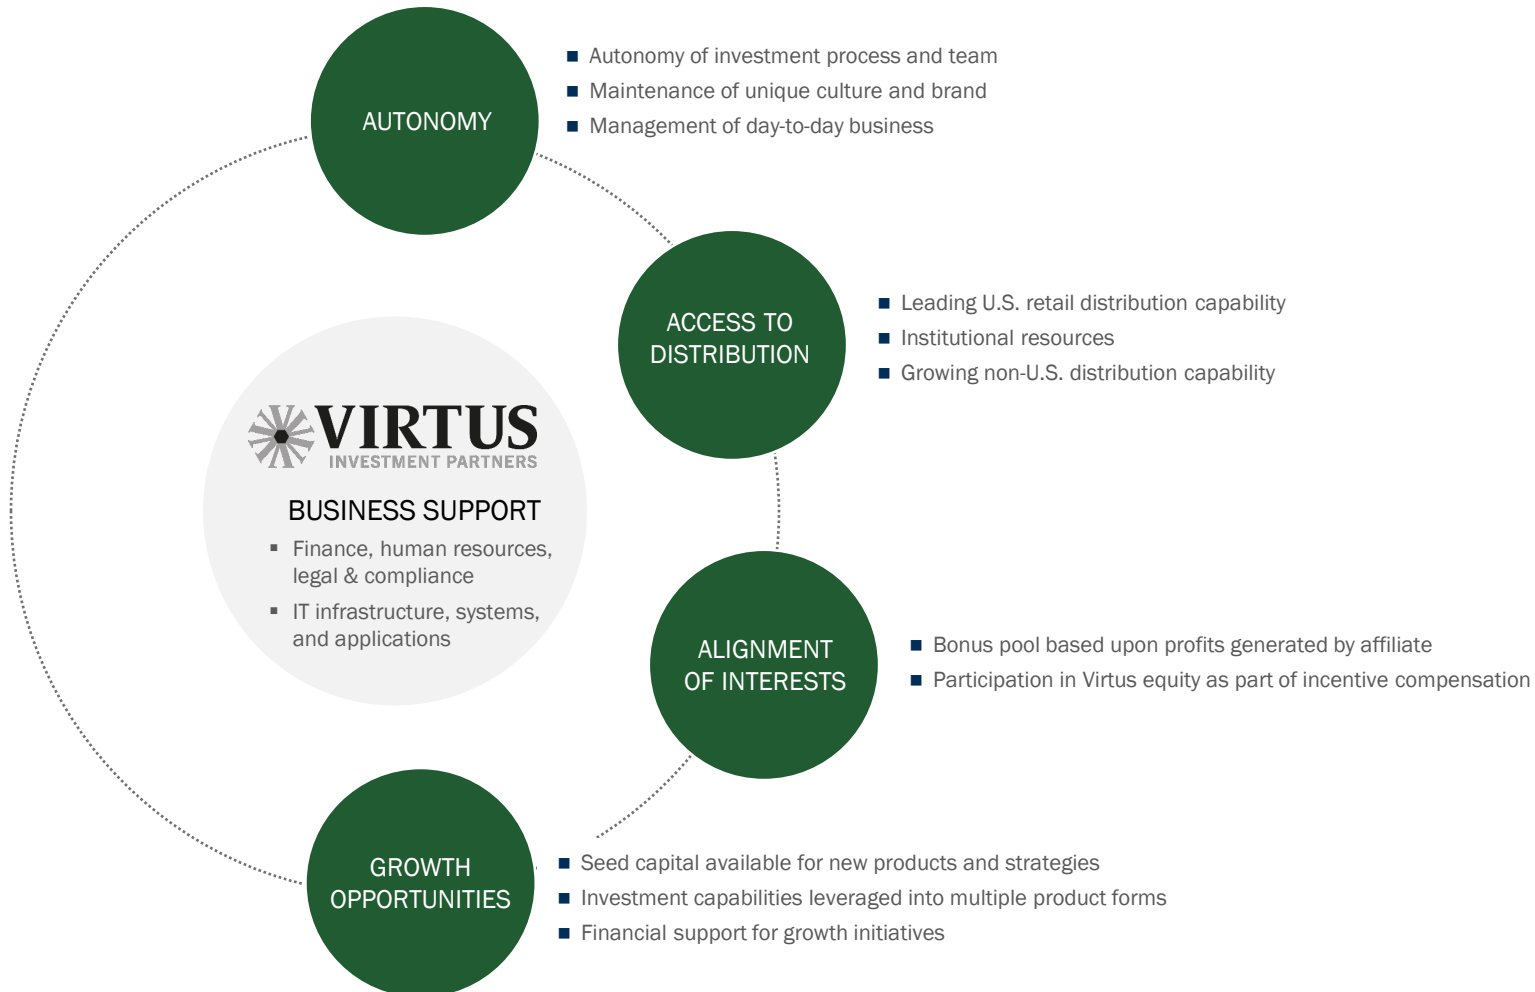 AUTONOMY
Autonomy of investment process and team
Maintenance of unique culture and brand
Management of day-to-day business
ACCESS TO
DISTRIBUTION
Leading U.S. retail distribution capability
Institutional resources
Growing non-U.S. distribution capability
VIRTUS
INVESTMENT PARTNERS
BUSINESS SUPPORT
Finance, human resources,
legal & compliance
IT infrastructure, systems,
and applications
ALIGNMENT
OF INTERESTS
Bonus pool based upon profits generated by affiliate
Participation in Virtus equity as part of incentive compensation
GROWTH
OPPORTUNITIES
Seed capital available for new products and strategies
Investment capabilities leveraged into multiple product forms
Financial support for growth initiatives